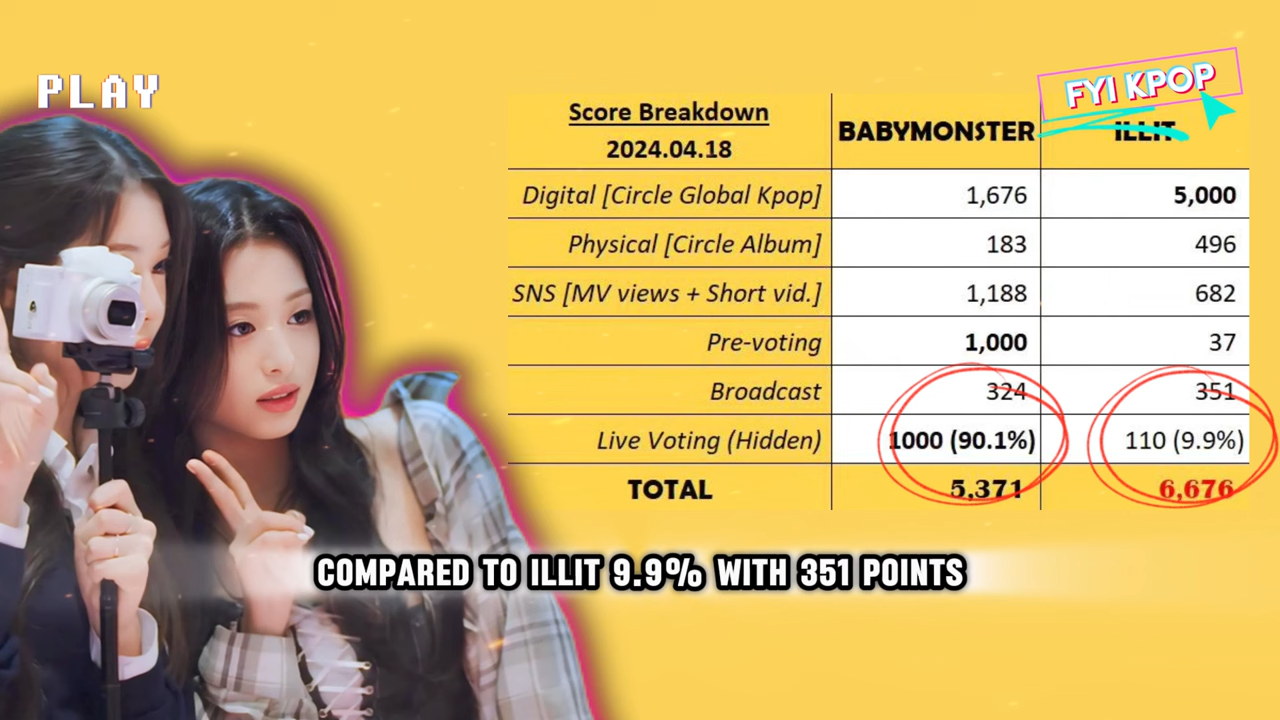 PLAY
FYI KPOP
Score Breakdown
2024.04.18
BABYMONSTER ILLIT
Digital [Circle Global Kpop] 1,676 5,000
Physical [Circle Album] 183 496
SNS [MV views + Short vid.] 1,188 682
Pre-voting 1,000 37
Broadcast 324 351
Live Voting (Hidden) 1000 (90.1%) 110 (9.9%)
TOTAL 5,371 6,676
COMPARED TO ILLIT 9.9% WITH 351 POINTS